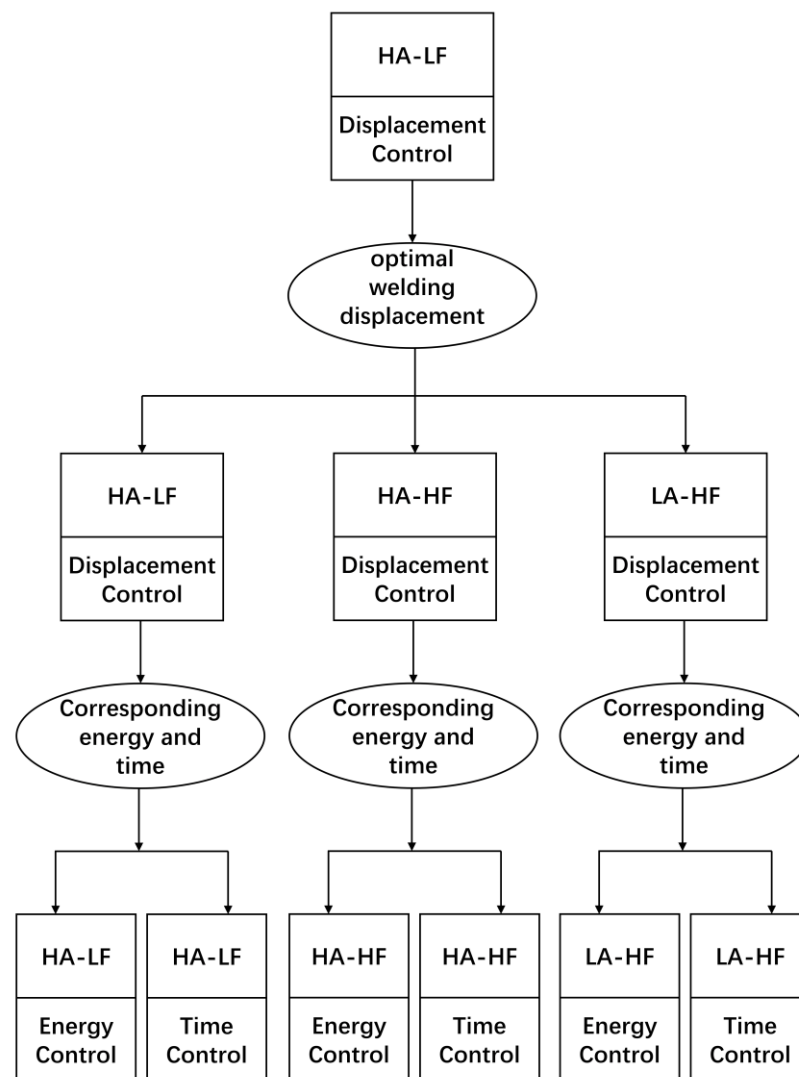 HA-LF
Displacement
Control
optimal
welding
displacement
HA-LF
Displacement
Control
HA-HF
Displacement
Control
LA-HF
Displacement
Control
Corresponding
energy and
time
Corresponding
energy and
time
Corresponding
energy and
time
HA-LF
Energy
Control
HA-LF
Time
Control
HA-HF
Energy
Control
HA-HF
Time
Control
LA-HF
Energy
Control
LA-HF
Time
Control